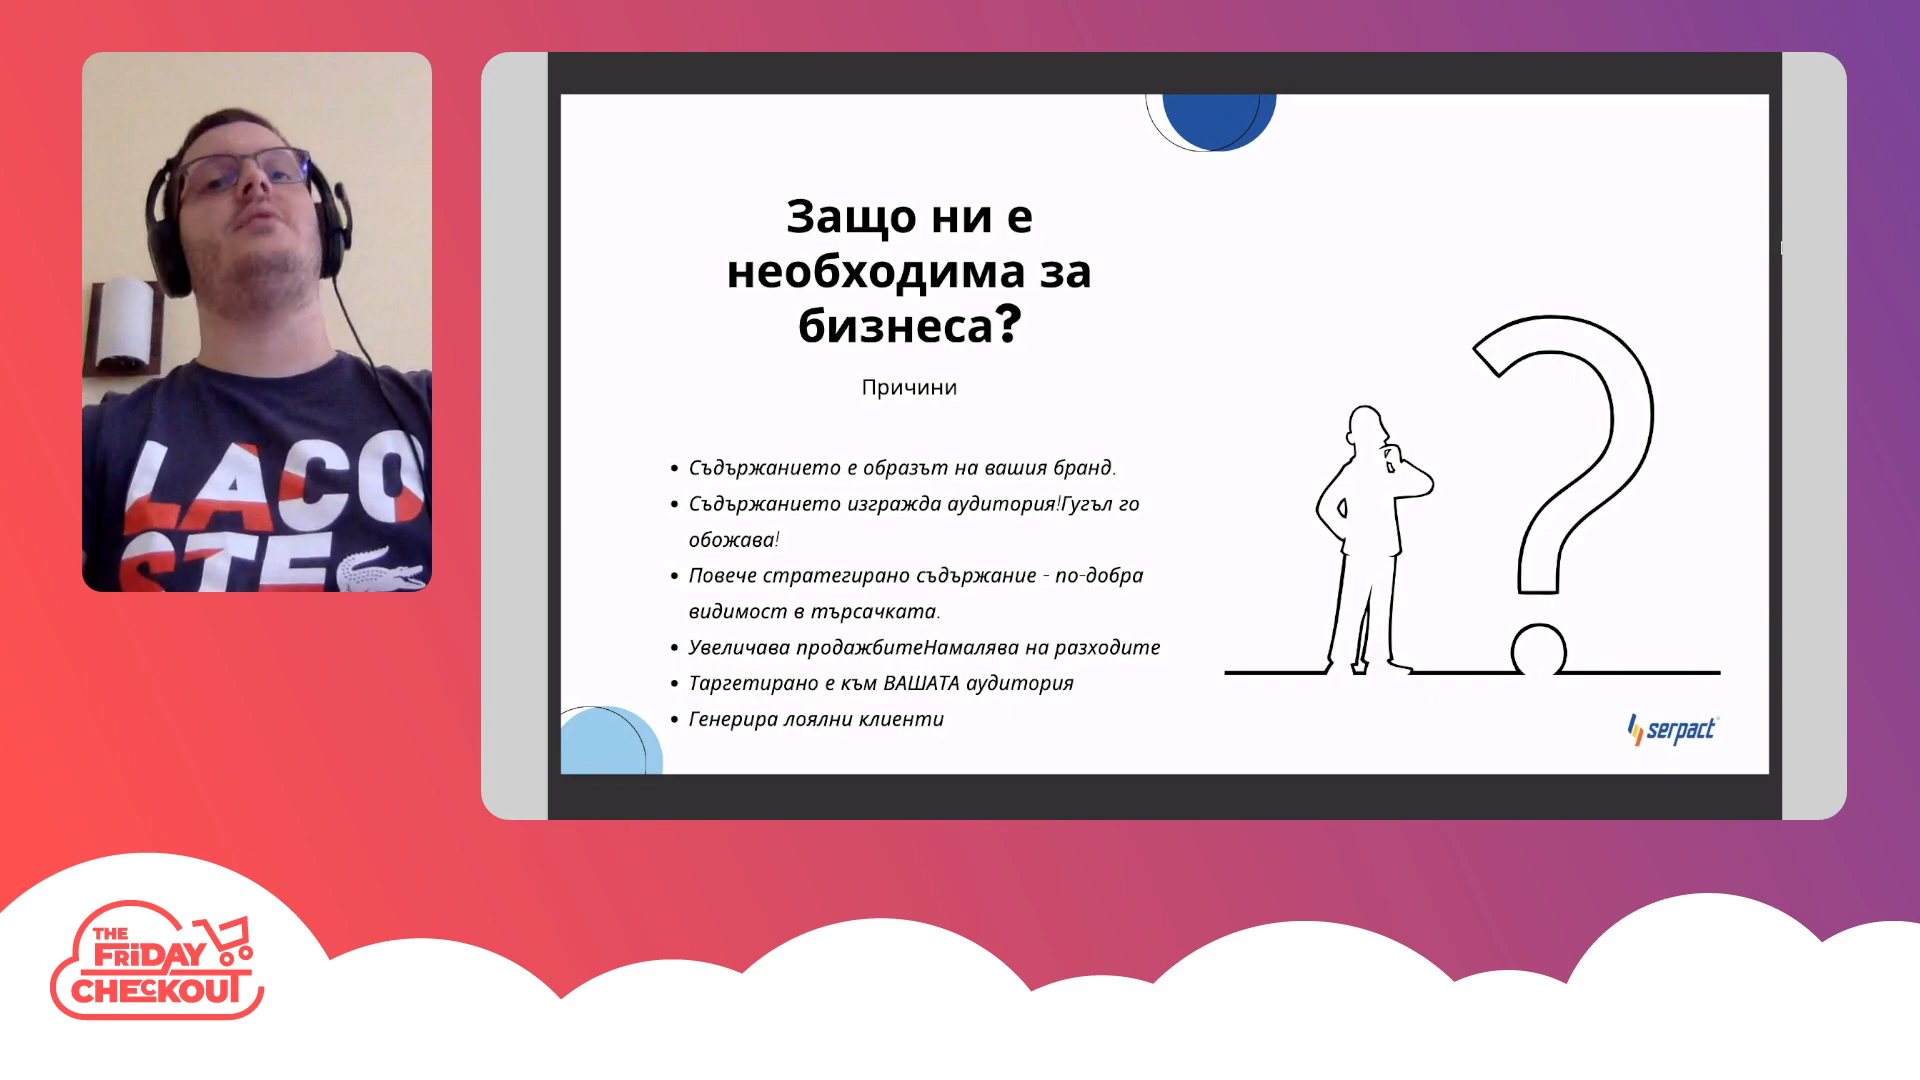 LACO
STE
Защо ни е
необходима за
бизнеса?
Причини
• Съдържанието е образът на вашия бранд.
• Съдържанието изгражда аудитория!Гугъл го
обожава!
• Повече стратегирано съдържание - по-добра
видимост в търсачката.
• Увеличава продажбитеНамалява на разходите
• Таргетирано е към ВАШАТА аудитория
• Генерира лоялни клиенти
serpact
THE
FRiDAY
CHECKOUT